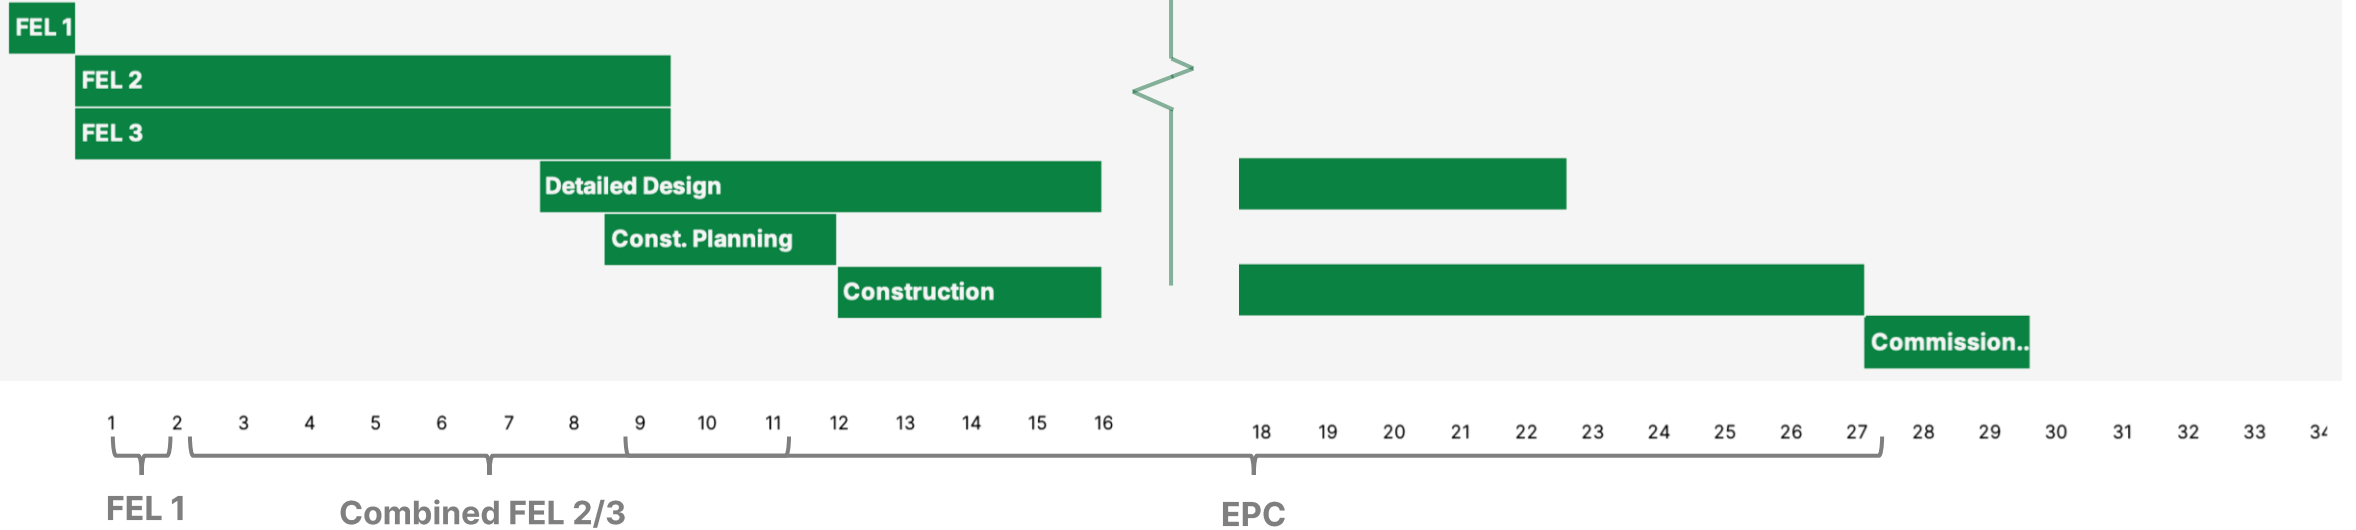 FEL 1
FEL 2
FEL 3
Detailed Design
Const. Planning
Construction
Commission..
1 2 3 4 5 6 7 8 9 10 11 12 13 14 15 16 18 19 20 21 22 23 24 25 26 27 28 29 30 31 32 33 34
FEL 1 Combined FEL 2/3 EPC